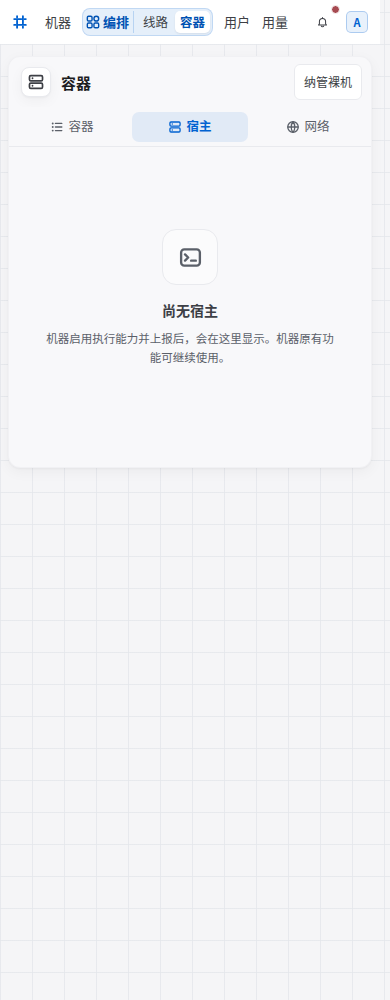 机器 编排 线路 容器 用户 用量 A
容器 纳管裸机
容器 宿主 网络
尚无宿主
机器启用执行能力并上报后，会在这里显示。机器原有功
能可继续使用。